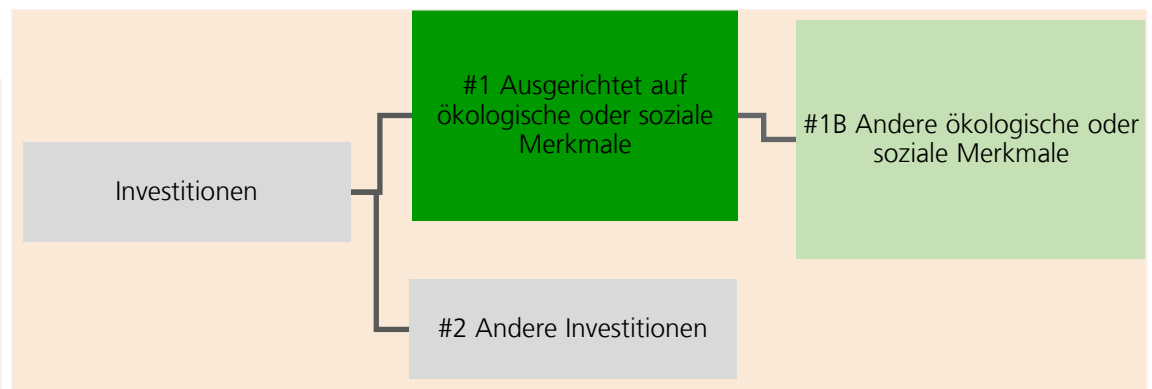 #1 Ausgerichtet auf
ökologische oder soziale
Merkmale
#1B Andere ökologische oder
soziale Merkmale
Investitionen
#2 Andere Investitionen